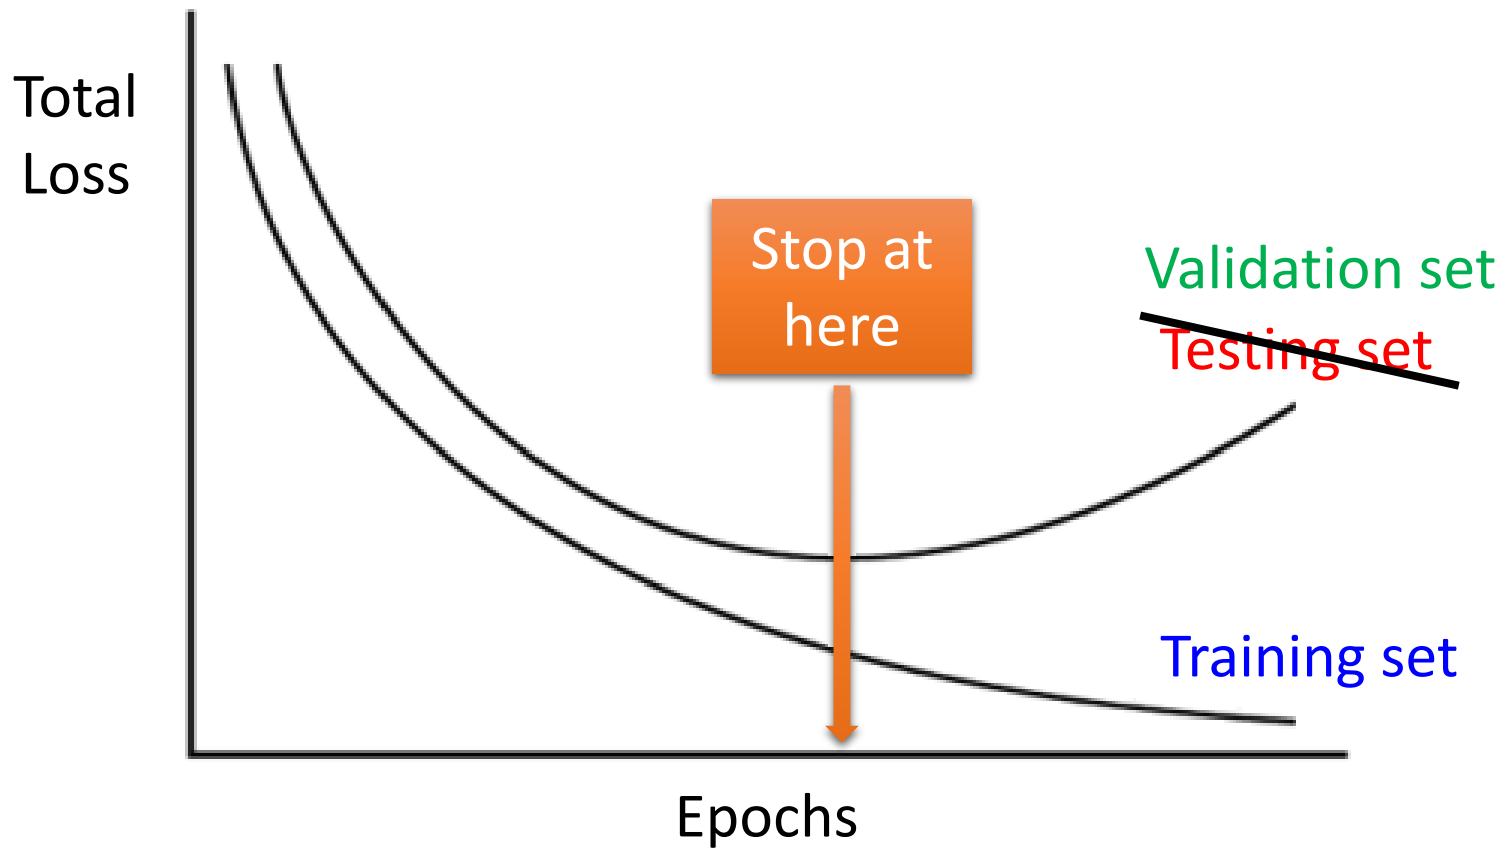 Total
Loss
Stop at
here
Validation set
Testing set
Training set
Epochs